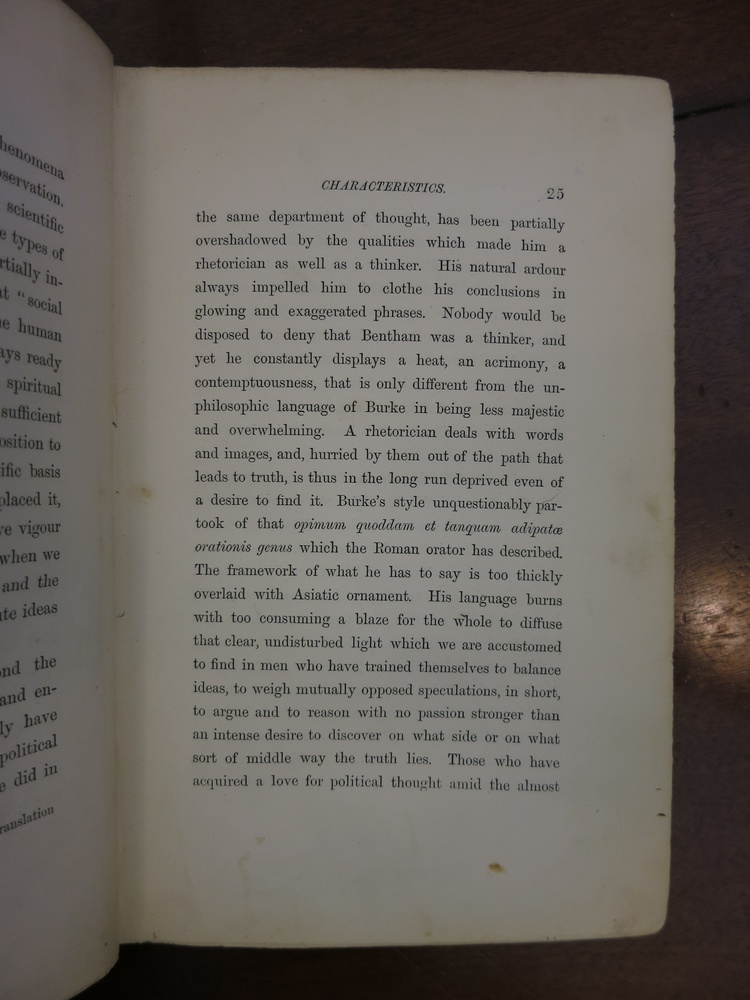 henomena
servation.
scientific
e types of
rtially in-
at "social
e human
ays ready
spiritual
sufficient
osition to
ific basis
placed it,
ve vigour
when we
and the
ute ideas
ond the
and en-
ly have
political
e did in
ranslation
CHARACTERISTICS. 25
the same department of thought, has been partially
overshadowed by the qualities which made him a
rhetorician as well as a thinker. His natural ardour
always impelled him to clothe his conclusions in
glowing and exaggerated phrases. Nobody would be
disposed to deny that Bentham was a thinker, and
yet he constantly displays a heat, an acrimony, a
contemptuousness, that is only different from the un-
philosophic language of Burke in being less majestic
and overwhelming. A rhetorician deals with words
and images, and, hurried by them out of the path that
leads to truth, is thus in the long run deprived even of
a desire to find it. Burke's style unquestionably par-
took of that opimum quoddam et tanquam adipatæ
orationis genus which the Roman orator has described.
The framework of what he has to say is too thickly
overlaid with Asiatic ornament. His language burns
with too consuming a blaze for the whole to diffuse
that clear, undisturbed light which we are accustomed
to find in men who have trained themselves to balance
ideas, to weigh mutually opposed speculations, in short,
to argue and to reason with no passion stronger than
an intense desire to discover on what side or on what
sort of middle way the truth lies. Those who have
acquired a love for political thought amid the almost